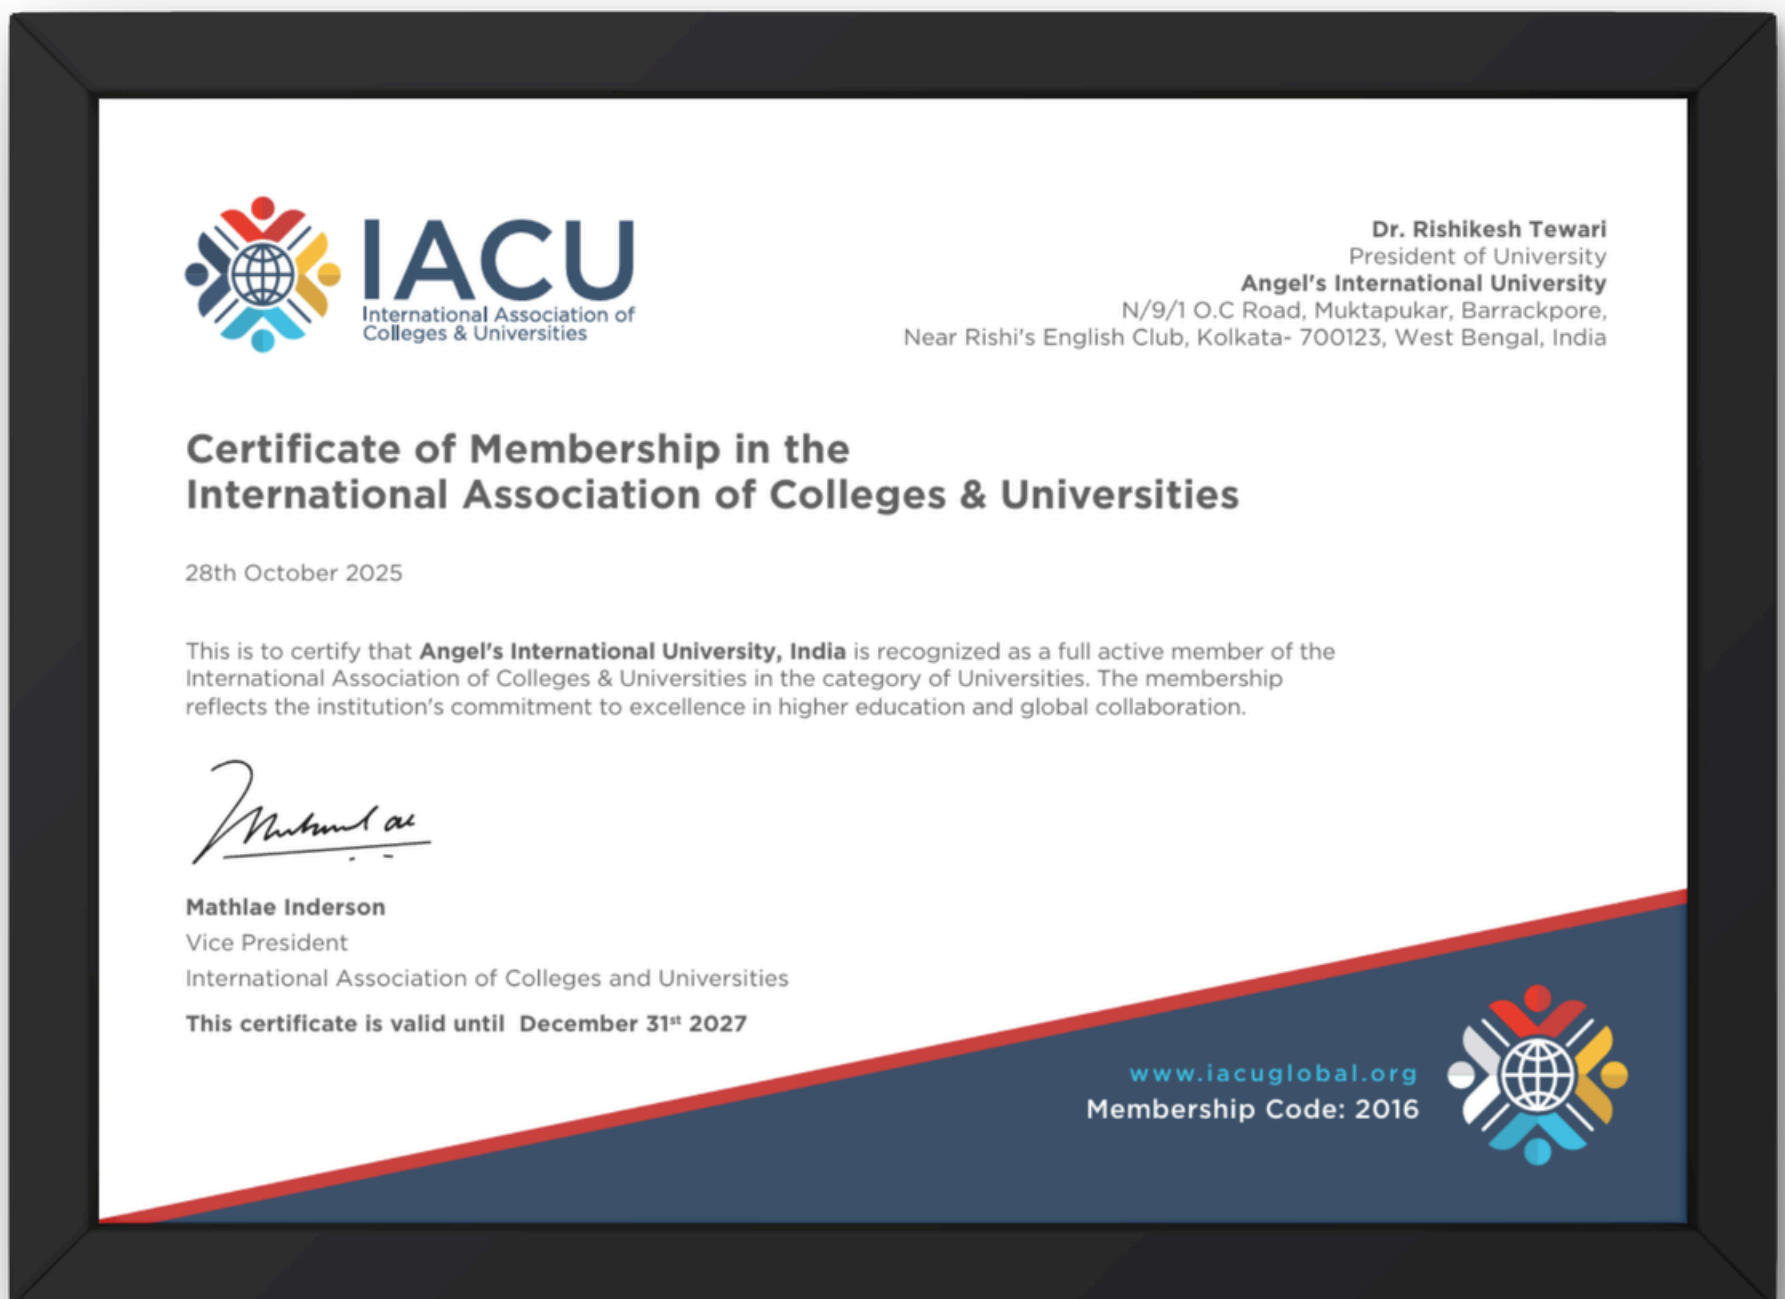 IACU
International Association of
Colleges & Universities
Dr. Rishikesh Tewari
President of University
Angel's International University
N/9/1 O.C Road, Muktapukar, Barrackpore,
Near Rishi's English Club, Kolkata- 700123, West Bengal, India
Certificate of Membership in the
International Association of Colleges & Universities
28th October 2025
This is to certify that Angel's International University, India is recognized as a full active member of the
International Association of Colleges & Universities in the category of Universities. The membership
reflects the institution's commitment to excellence in higher education and global collaboration.
Mathlae Inderson
Vice President
International Association of Colleges and Universities
This certificate is valid until December 31st 2027
www.iacuglobal.org
Membership Code: 2016